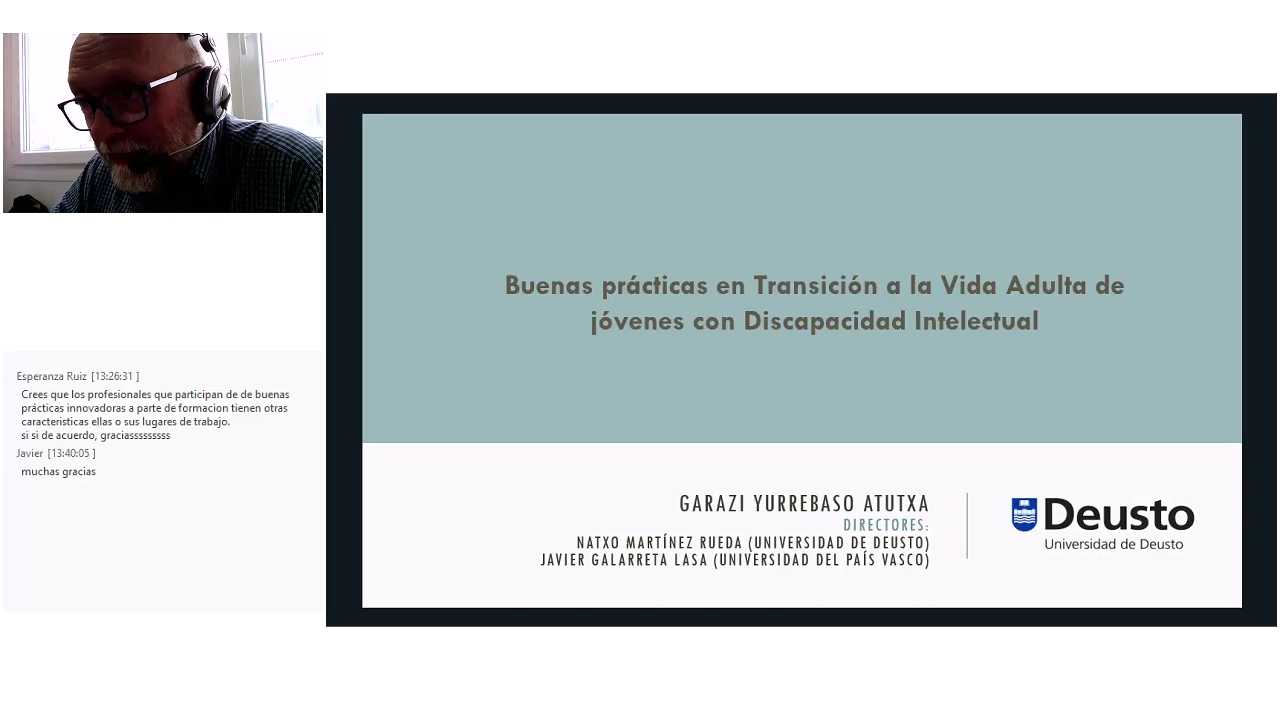 Buenas prácticas en Transición a la Vida Adulta de
jóvenes con Discapacidad Intelectual
GARAZI YURREBASO ATUTXA
DIRECTORES:
NATXO MARTÍNEZ RUEDA (UNIVERSIDAD DE DEUSTO)
JAVIER GALARRETA LASA (UNIVERSIDAD DEL PAÍS VASCO)
Deusto
Universidad de Deusto
Esperanza Ruiz [13:26:31 ]
Crees que los profesionales que participan de de buenas
prácticas innovadoras a parte de formacion tienen otras
caracteristicas ellas o sus lugares de trabajo.
si si de acuerdo, graciasssssssss
Javier [13:40:05 ]
muchas gracias